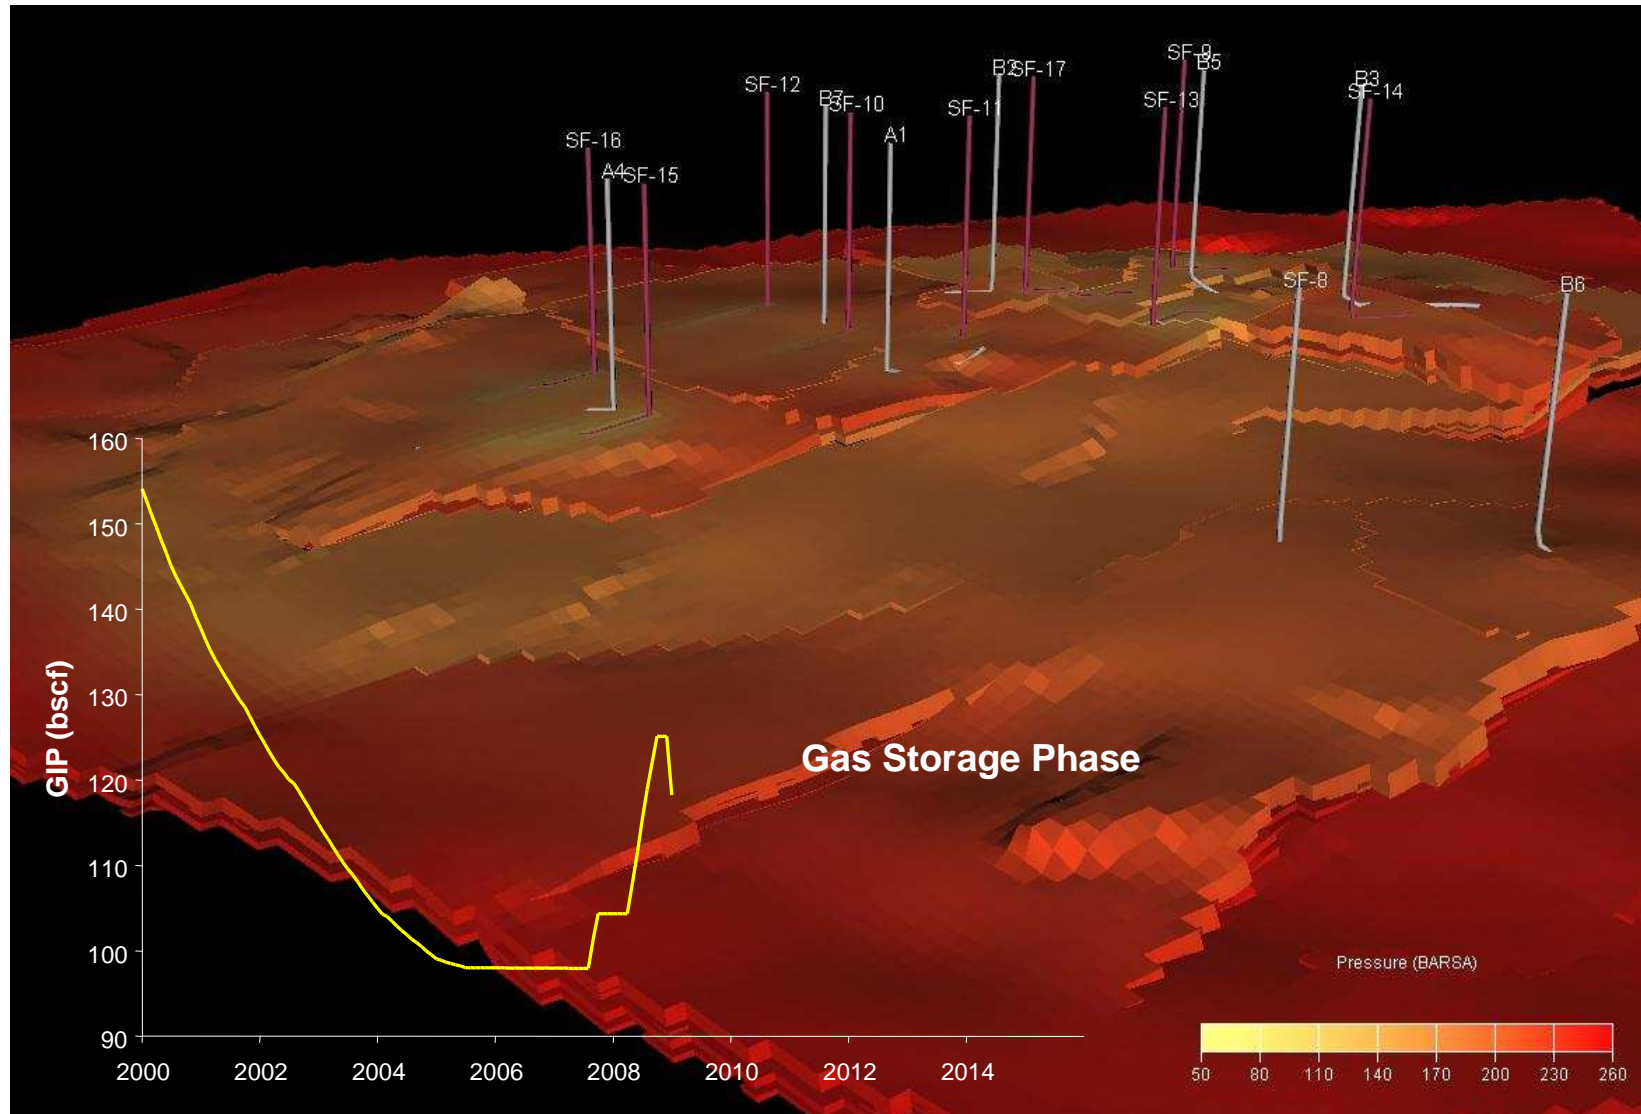 SF-9
B5
B2
SF-17
B3
SF-14
SF-12
B7
SF-10
SF-11
SF-13
A1
SF-16
A4
SF-15
SF-8
B6
160
150
140
130
120
110
100
90
GIP (bscf)
Gas Storage Phase
2000 2002 2004 2006 2008 2010 2012 2014
Pressure (BARSA)
50 80 110 140 170 200 230 260